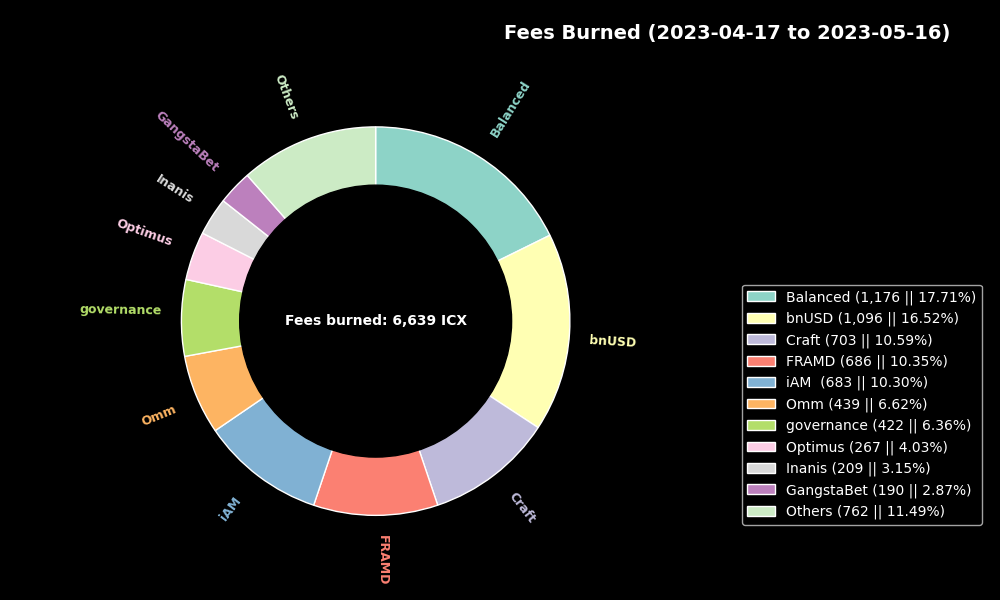 Fees Burned (2023-04-17 to 2023-05-16)
Others
Balanced
GangstaBet
Inanis
Optimus
governance
Fees burned: 6,639 ICX
bnUSD
Omm
iAM
Craft
FRAMD
Balanced (1,176 || 17.71%)
bnUSD (1,096 || 16.52%)
Craft (703 || 10.59%)
FRAMD (686 || 10.35%)
iAM  (683 || 10.30%)
Omm (439 || 6.62%)
governance (422 || 6.36%)
Optimus (267 || 4.03%)
Inanis (209 || 3.15%)
GangstaBet (190 || 2.87%)
Others (762 || 11.49%)